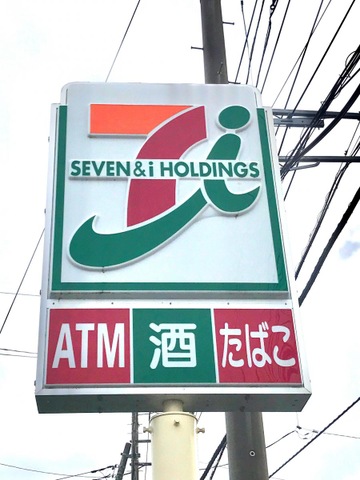 SEVEN&i HOLDINGS
ATM 酒 たばこ